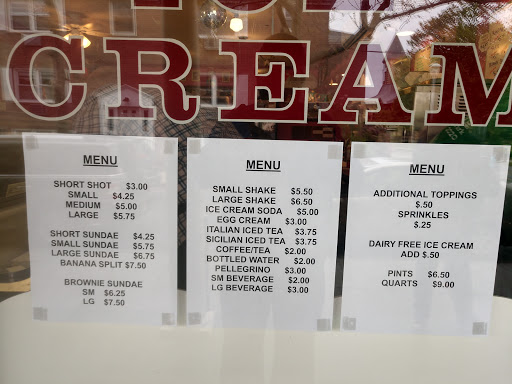 CREAM
MENU
SHORT SHOT $3.00
SMALL $4.25
MEDIUM $5.00
LARGE $5.75
SHORT SUNDAE $4.25
SMALL SUNDAE $5.75
LARGE SUNDAE $6.75
BANANA SPLIT $7.50
BROWNIE SUNDAE
SM $6.25
LG $7.50
MENU
SMALL SHAKE $5.50
LARGE SHAKE $6.50
ICE CREAM SODA $5.00
EGG CREAM $3.00
ITALIAN ICED TEA $3.75
SICILIAN ICED TEA $3.75
COFFEE/TEA $2.00
BOTTLED WATER $2.00
PELLEGRINO $3.00
SM BEVERAGE $2.00
LG BEVERAGE $3.00
MENU
ADDITIONAL TOPPINGS
$.50
SPRINKLES
$.25
DAIRY FREE ICE CREAM
ADD $.50
PINTS $6.50
QUARTS $9.00